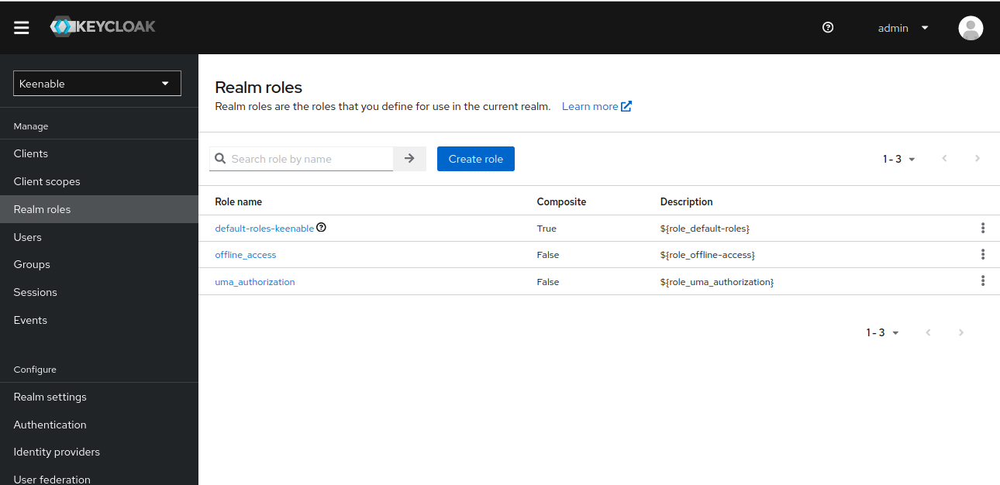 KEYCLOAK
admin
Keenable
Manage
Clients
Client scopes
Realm roles
Users
Groups
Sessions
Events
Configure
Realm settings
Authentication
Identity providers
User federation
Realm roles
Realm roles are the roles that you define for use in the current realm. Learn more
Search role by name Create role 1 - 3
Role name Composite Description
default-roles-keenable True ${role_default-roles}
offline_access False ${role_offline-access}
uma_authorization False ${role_uma_authorization}
1 - 3